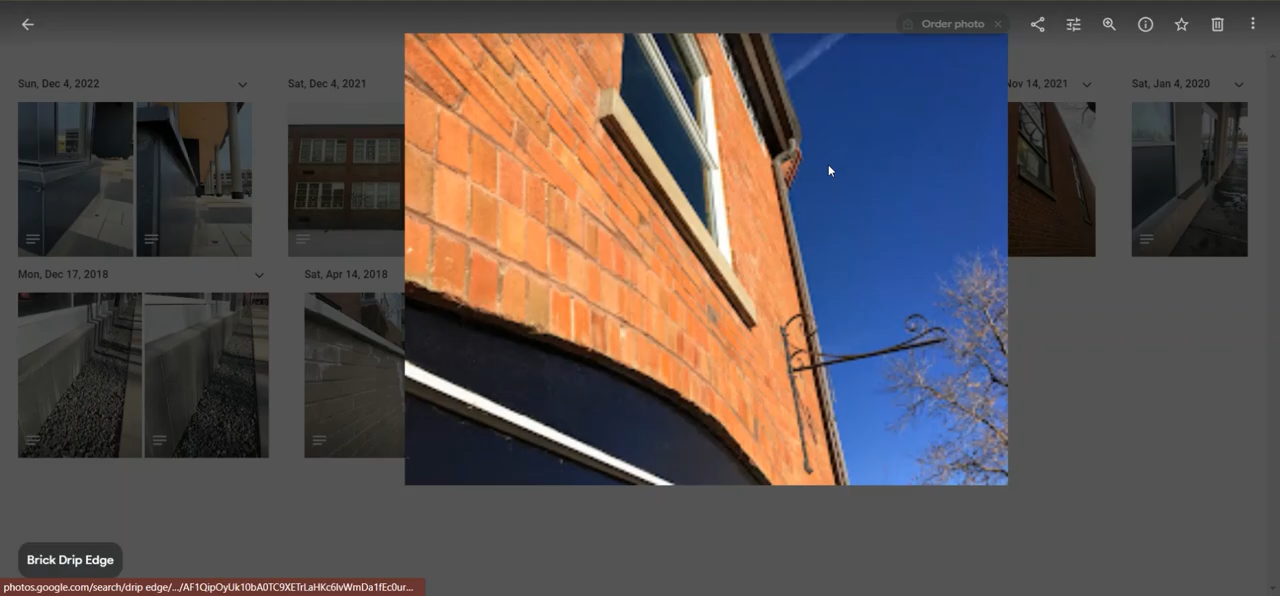 Order photo
Sun, Dec 4, 2022
Sat, Dec 4, 2021
Nov 14, 2021
Sat, Jan 4, 2020
Mon, Dec 17, 2018
Sat, Apr 14, 2018
Brick Drip Edge
photos.google.com/search/drip edge/.../